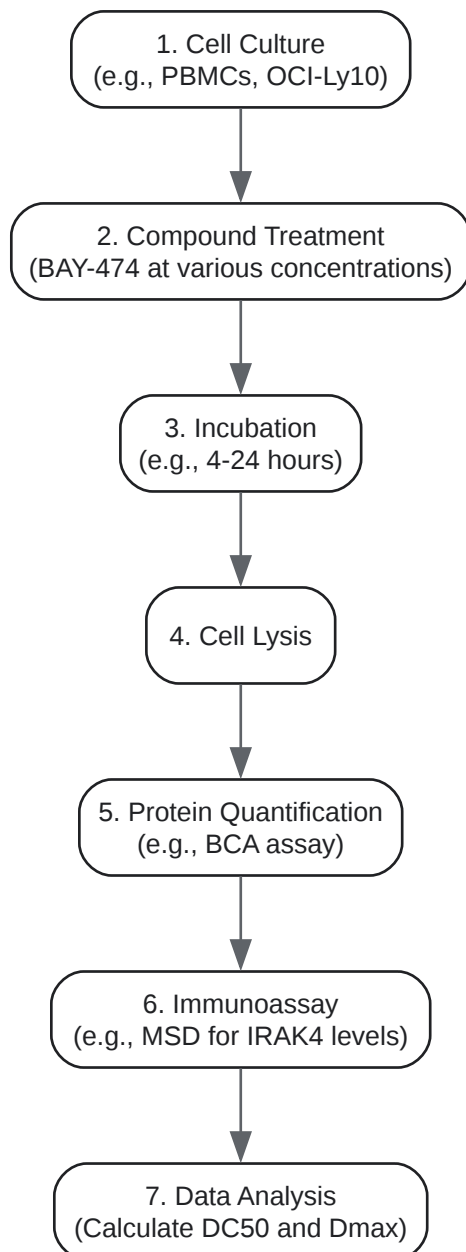 1. Cell Culture
(e.g., PBMCs, OCI-Ly10)
2. Compound Treatment
(BAY-474 at various concentrations)
3. Incubation
(e.g., 4-24 hours)
4. Cell Lysis
5. Protein Quantification
(e.g., BCA assay)
6. Immunoassay
(e.g., MSD for IRAK4 levels)
7. Data Analysis
(Calculate DC50 and Dmax)